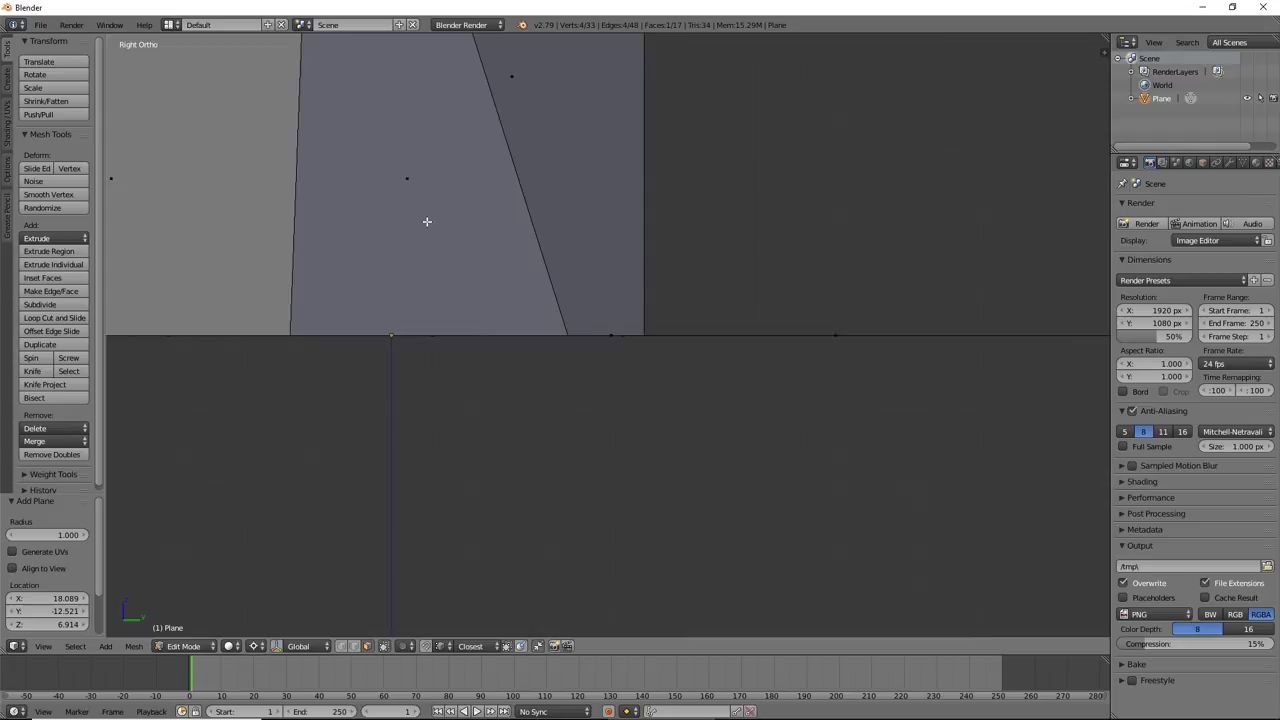 Blender
File Render Window Help Default Scene Blender Render v2.79 | Verts:4/33 | Edges:4/48 | Faces:1/17 | Tris:34 | Mem:15.29M | Plane
Tools
Create
Shading / UVs
Options
Grease Pencil
Transform
Translate
Rotate
Scale
Shrink/Fatten
Push/Pull
Mesh Tools
Deform:
Slide Ed Vertex
Noise
Smooth Vertex
Randomize
Add:
Extrude
Extrude Region
Extrude Individual
Inset Faces
Make Edge/Face
Subdivide
Loop Cut and Slide
Offset Edge Slide
Duplicate
Spin Screw
Knife Select
Knife Project
Bisect
Remove:
Delete
Merge
Remove Doubles
Weight Tools
History
Add Plane
Radius
1.000
Generate UVs
Align to View
Location
X: 18.089
Y: -12.521
Z: 6.914
Right Ortho
(1) Plane
View Search All Scenes
Scene
RenderLayers
World
Plane
Scene
Render
Render Animation Audio
Display: Image Editor
Dimensions
Render Presets
Resolution: Frame Range:
X: 1920 px Start Frame: 1
Y: 1080 px End Frame: 250
50% Frame Step: 1
Aspect Ratio: Frame Rate:
X: 1.000 24 fps
Y: 1.000 Time Remapping:
Bord Crop :100 : 100
Anti-Aliasing
5 8 11 16 Mitchell-Netravali
Full Sample Size: 1.000 px
Sampled Motion Blur
Shading
Performance
Post Processing
Metadata
Output
/tmp\
Overwrite File Extensions
Placeholders Cache Result
PNG BW RGB RGBA
Color Depth: 8 16
Compression: 15%
Bake
Freestyle
View Select Add Mesh Edit Mode Global Closest
-50 -40 -30 -20 -10 0 10 20 30 40 50 60 70 80 90 100 110 120 130 140 150 160 170 180 190 200 210 220 230 240 250 260 270 280
View Marker Frame Playback Start: 1 End: 250 1 No Sync